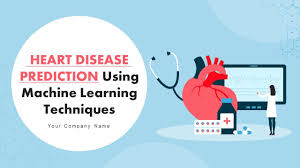 HEART DISEASE
PREDICTION Using
Machine Learning
Techniques
Your Company Name